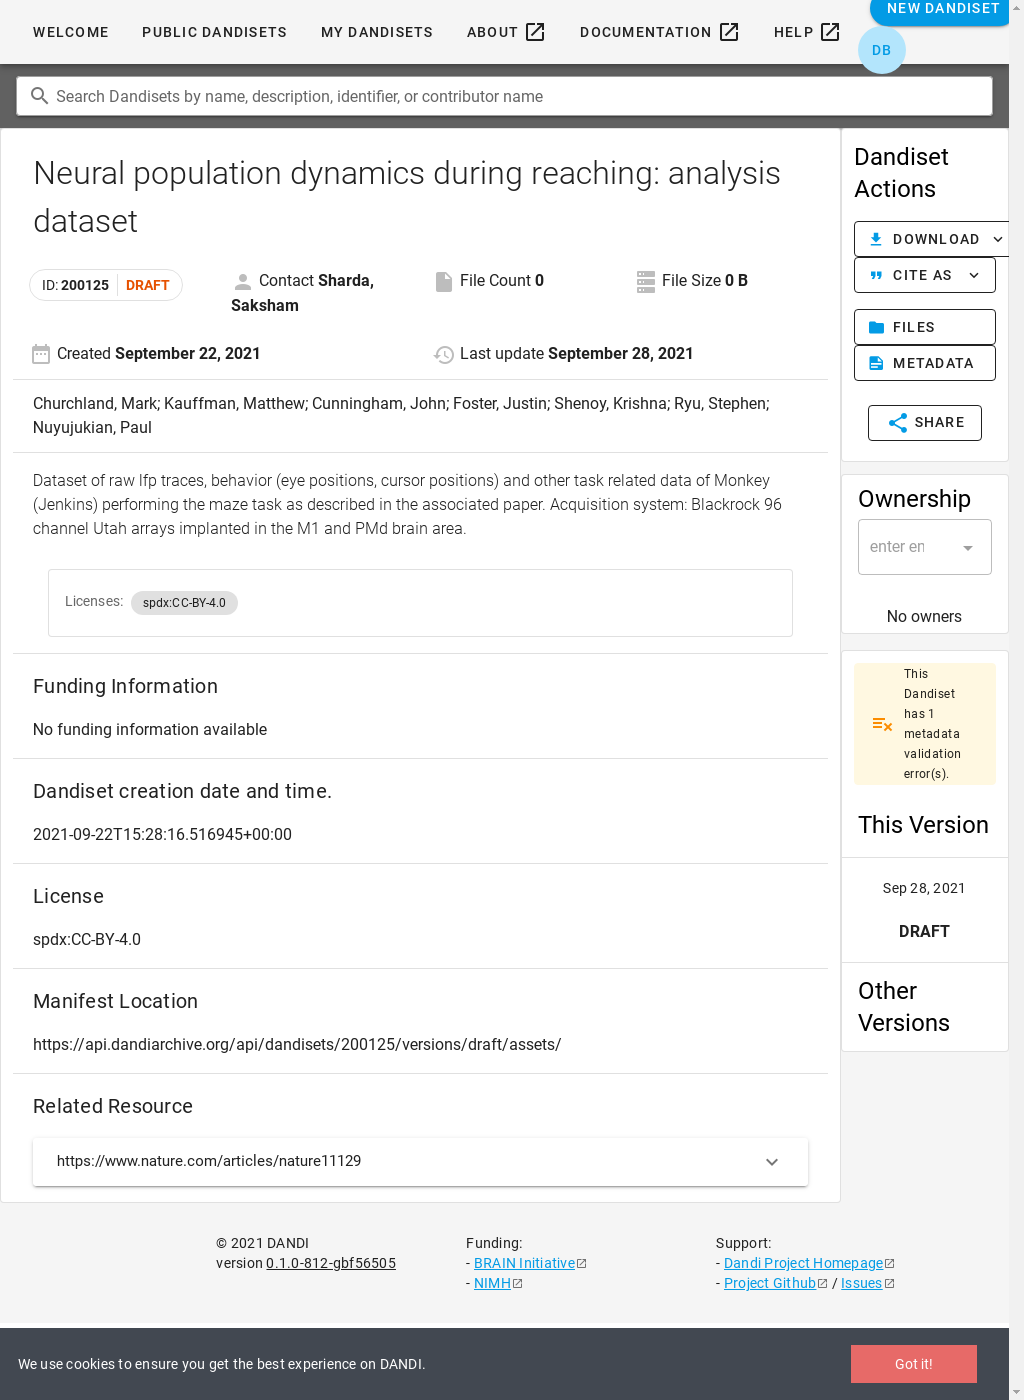 WELCOME
PUBLIC DANDISETS
MY DANDISETS
ABOUT
DOCUMENTATION
HELP
NEW DANDISET
DB
Search Dandisets by name, description, identifier, or contributor name
Neural population dynamics during reaching: analysis
dataset
ID: 200125 DRAFT
Contact Sharda,
Saksham
File Count 0
File Size 0 B
Created September 22, 2021
Last update September 28, 2021
Churchland, Mark; Kauffman, Matthew; Cunningham, John; Foster, Justin; Shenoy, Krishna; Ryu, Stephen;
Nuyujukian, Paul
Dataset of raw lfp traces, behavior (eye positions, cursor positions) and other task related data of Monkey
(Jenkins) performing the maze task as described in the associated paper. Acquisition system: Blackrock 96
channel Utah arrays implanted in the M1 and PMd brain area.
Licenses: spdx:CC-BY-4.0
Funding Information
No funding information available
Dandiset creation date and time.
2021-09-22T15:28:16.516945+00:00
License
spdx:CC-BY-4.0
Manifest Location
https://api.dandiarchive.org/api/dandisets/200125/versions/draft/assets/
Related Resource
https://www.nature.com/articles/nature11129
Dandiset
Actions
DOWNLOAD
CITE AS
FILES
METADATA
SHARE
Ownership
enter en
No owners
This
Dandiset
has 1
metadata
validation
error(s).
This Version
Sep 28, 2021
DRAFT
Other
Versions
© 2021 DANDI
version 0.1.0-812-gbf56505
Funding:
- BRAIN Initiative
- NIMH
Support:
- Dandi Project Homepage
- Project Github / Issues
We use cookies to ensure you get the best experience on DANDI.
Got it!